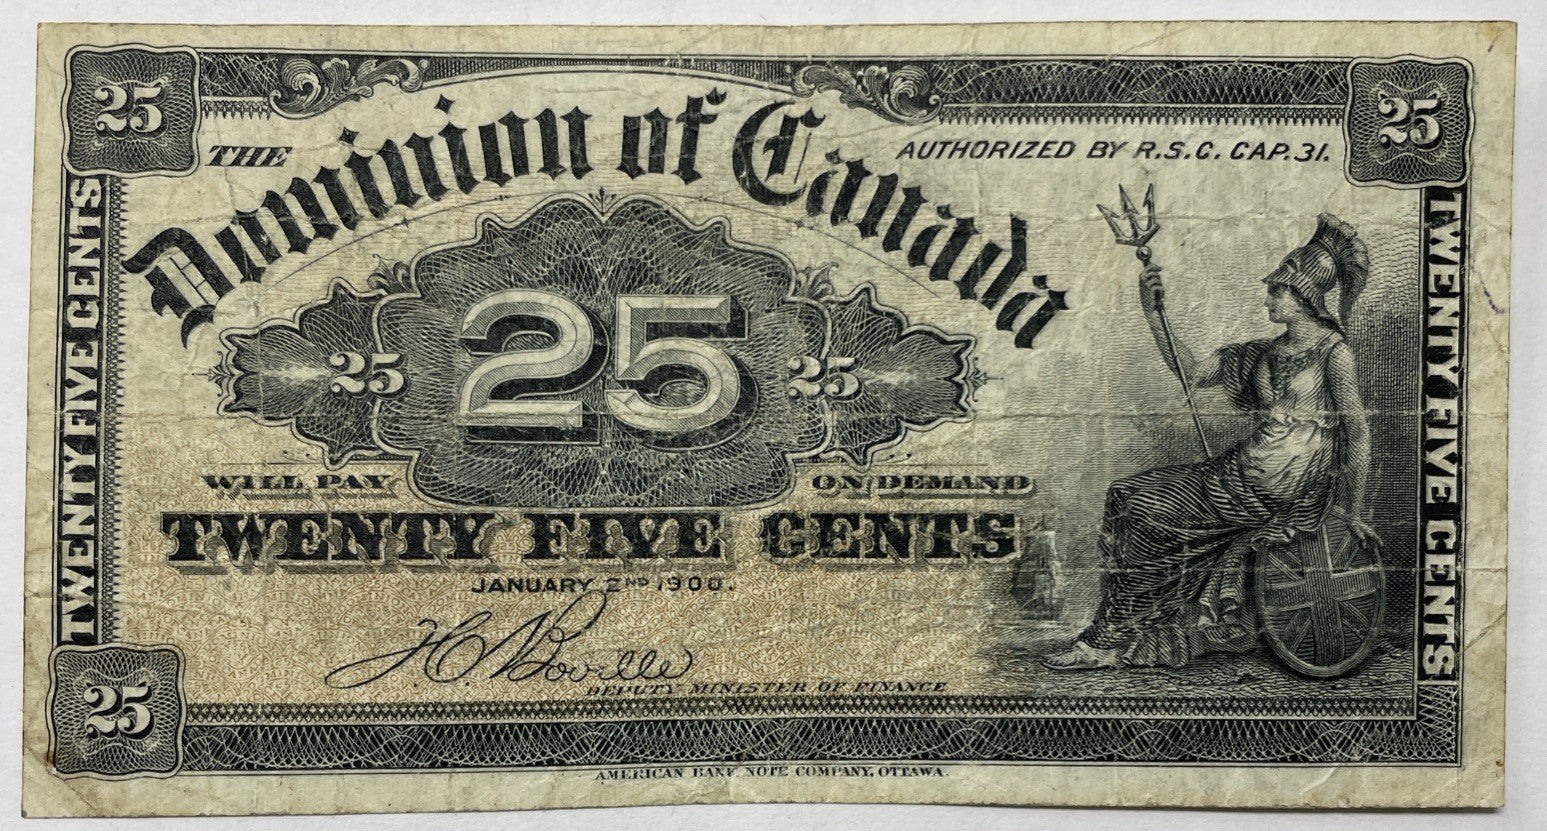 25
25
THE
Dominion of Canada
AUTHORIZED BY R.S.C. CAP. 31.
TWENTY FIVE CENTS
25
25
25
TWENTY FIVE CENTS
WILL PAY
ON DEMAND
TWENTY FIVE CENTS
JANUARY 2ND 1900.
H C Boville
DEPUTY MINISTER OF FINANCE
25
AMERICAN BANK NOTE COMPANY, OTTAWA.